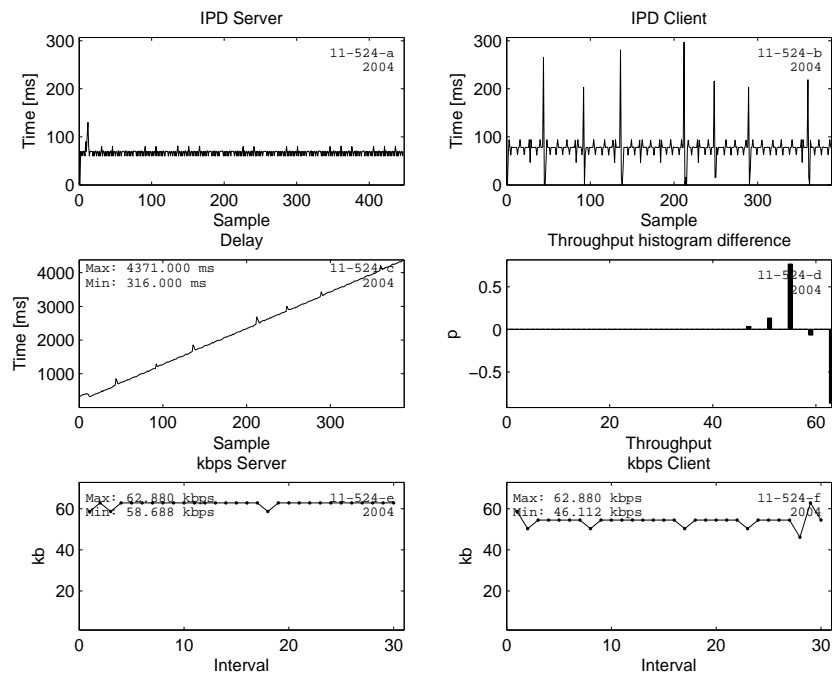 IPD Server
IPD Client
300
200
100
0
Time [ms]
11-524-a
2004
0 100 200 300 400
Sample
300
200
100
0
Time [ms]
11-524-b
2004
0 100 200 300
Sample
Delay
Throughput histogram difference
4000
3000
2000
1000
Time [ms]
Max: 4371.000 ms
Min: 316.000 ms
11-524-c
2004
0 100 200 300
Sample
0.5
0
−0.5
p
11-524-d
2004
0 20 40 60
Throughput
kbps Server
kbps Client
60
40
20
0
kb
Max: 62.880 kbps
Min: 58.688 kbps
11-524-e
2004
0 10 20 30
Interval
60
40
20
0
kb
Max: 62.880 kbps
Min: 46.112 kbps
11-524-f
2004
0 10 20 30
Interval